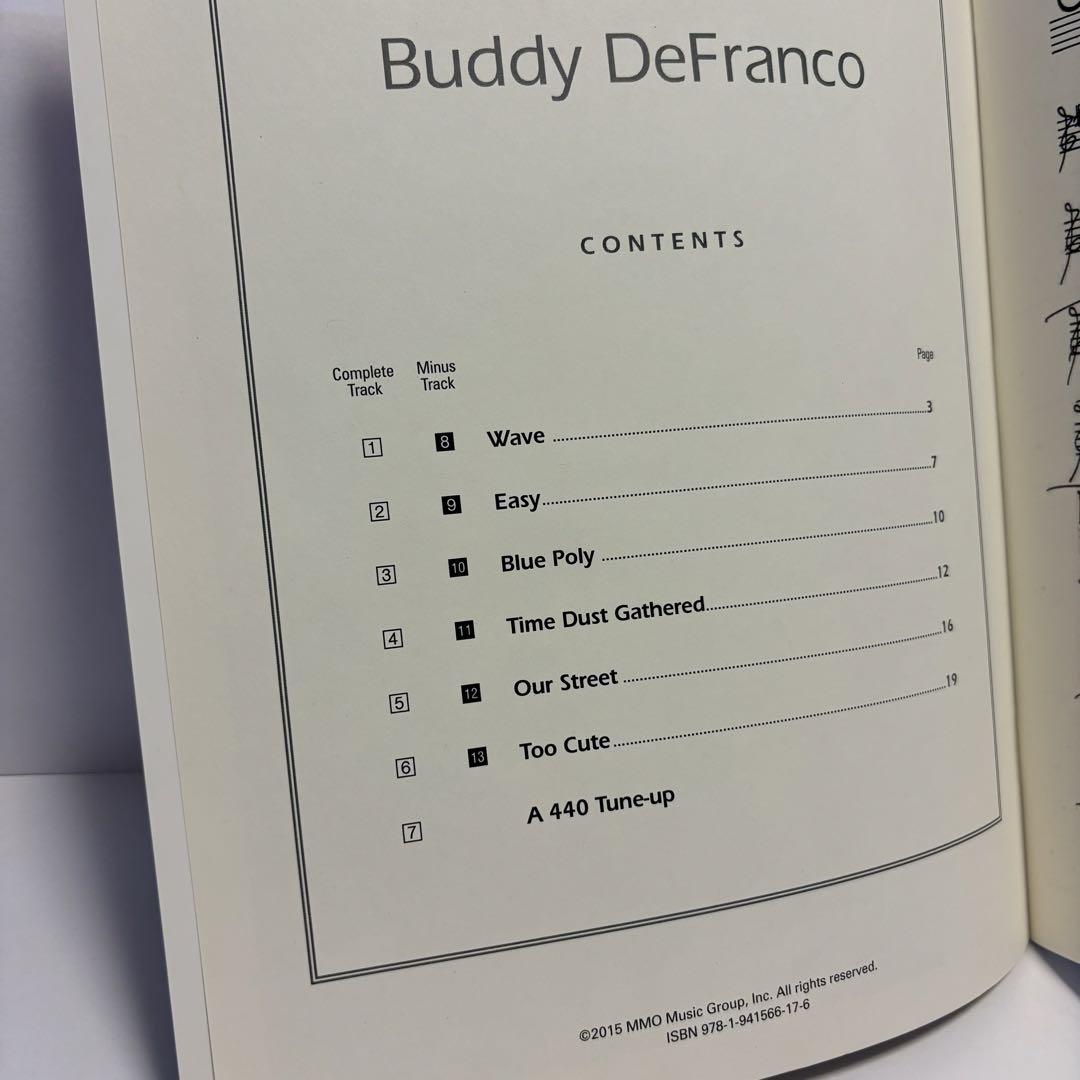 Buddy DeFranco
CONTENTS
Complete Track
Minus Track
Page
1 8 Wave ........ 3
2 9 Easy ........ 7
3 10 Blue Poly ........ 10
4 11 Time Dust Gathered ........ 12
5 12 Our Street ........ 16
6 13 Too Cute ........ 19
7 A 440 Tune-up
©2015 MMO Music Group, Inc. All rights reserved.
ISBN 978-1-941566-17-6